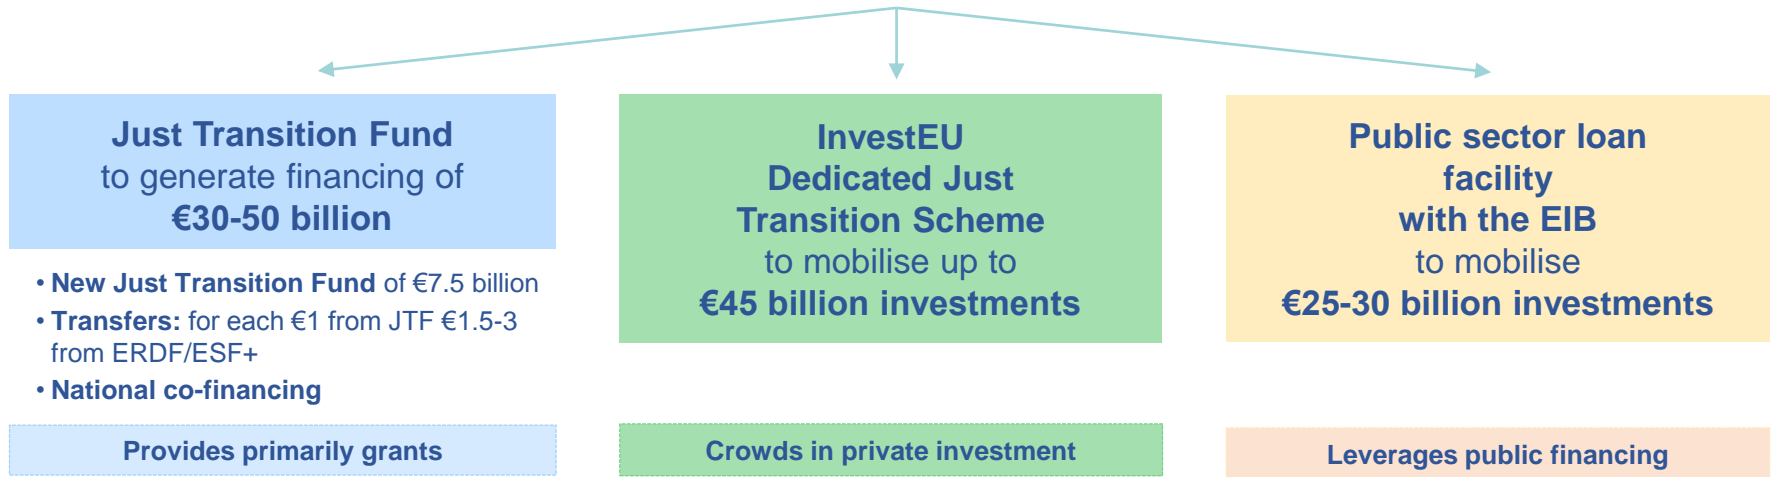 Just Transition Fund
to generate financing of
€30-50 billion
• New Just Transition Fund of €7.5 billion
• Transfers: for each €1 from JTF €1.5-3
from ERDF/ESF+
• National co-financing
Provides primarily grants
InvestEU
Dedicated Just
Transition Scheme
to mobilise up to
€45 billion investments
Crowds in private investment
Public sector loan
facility
with the EIB
to mobilise
€25-30 billion investments
Leverages public financing